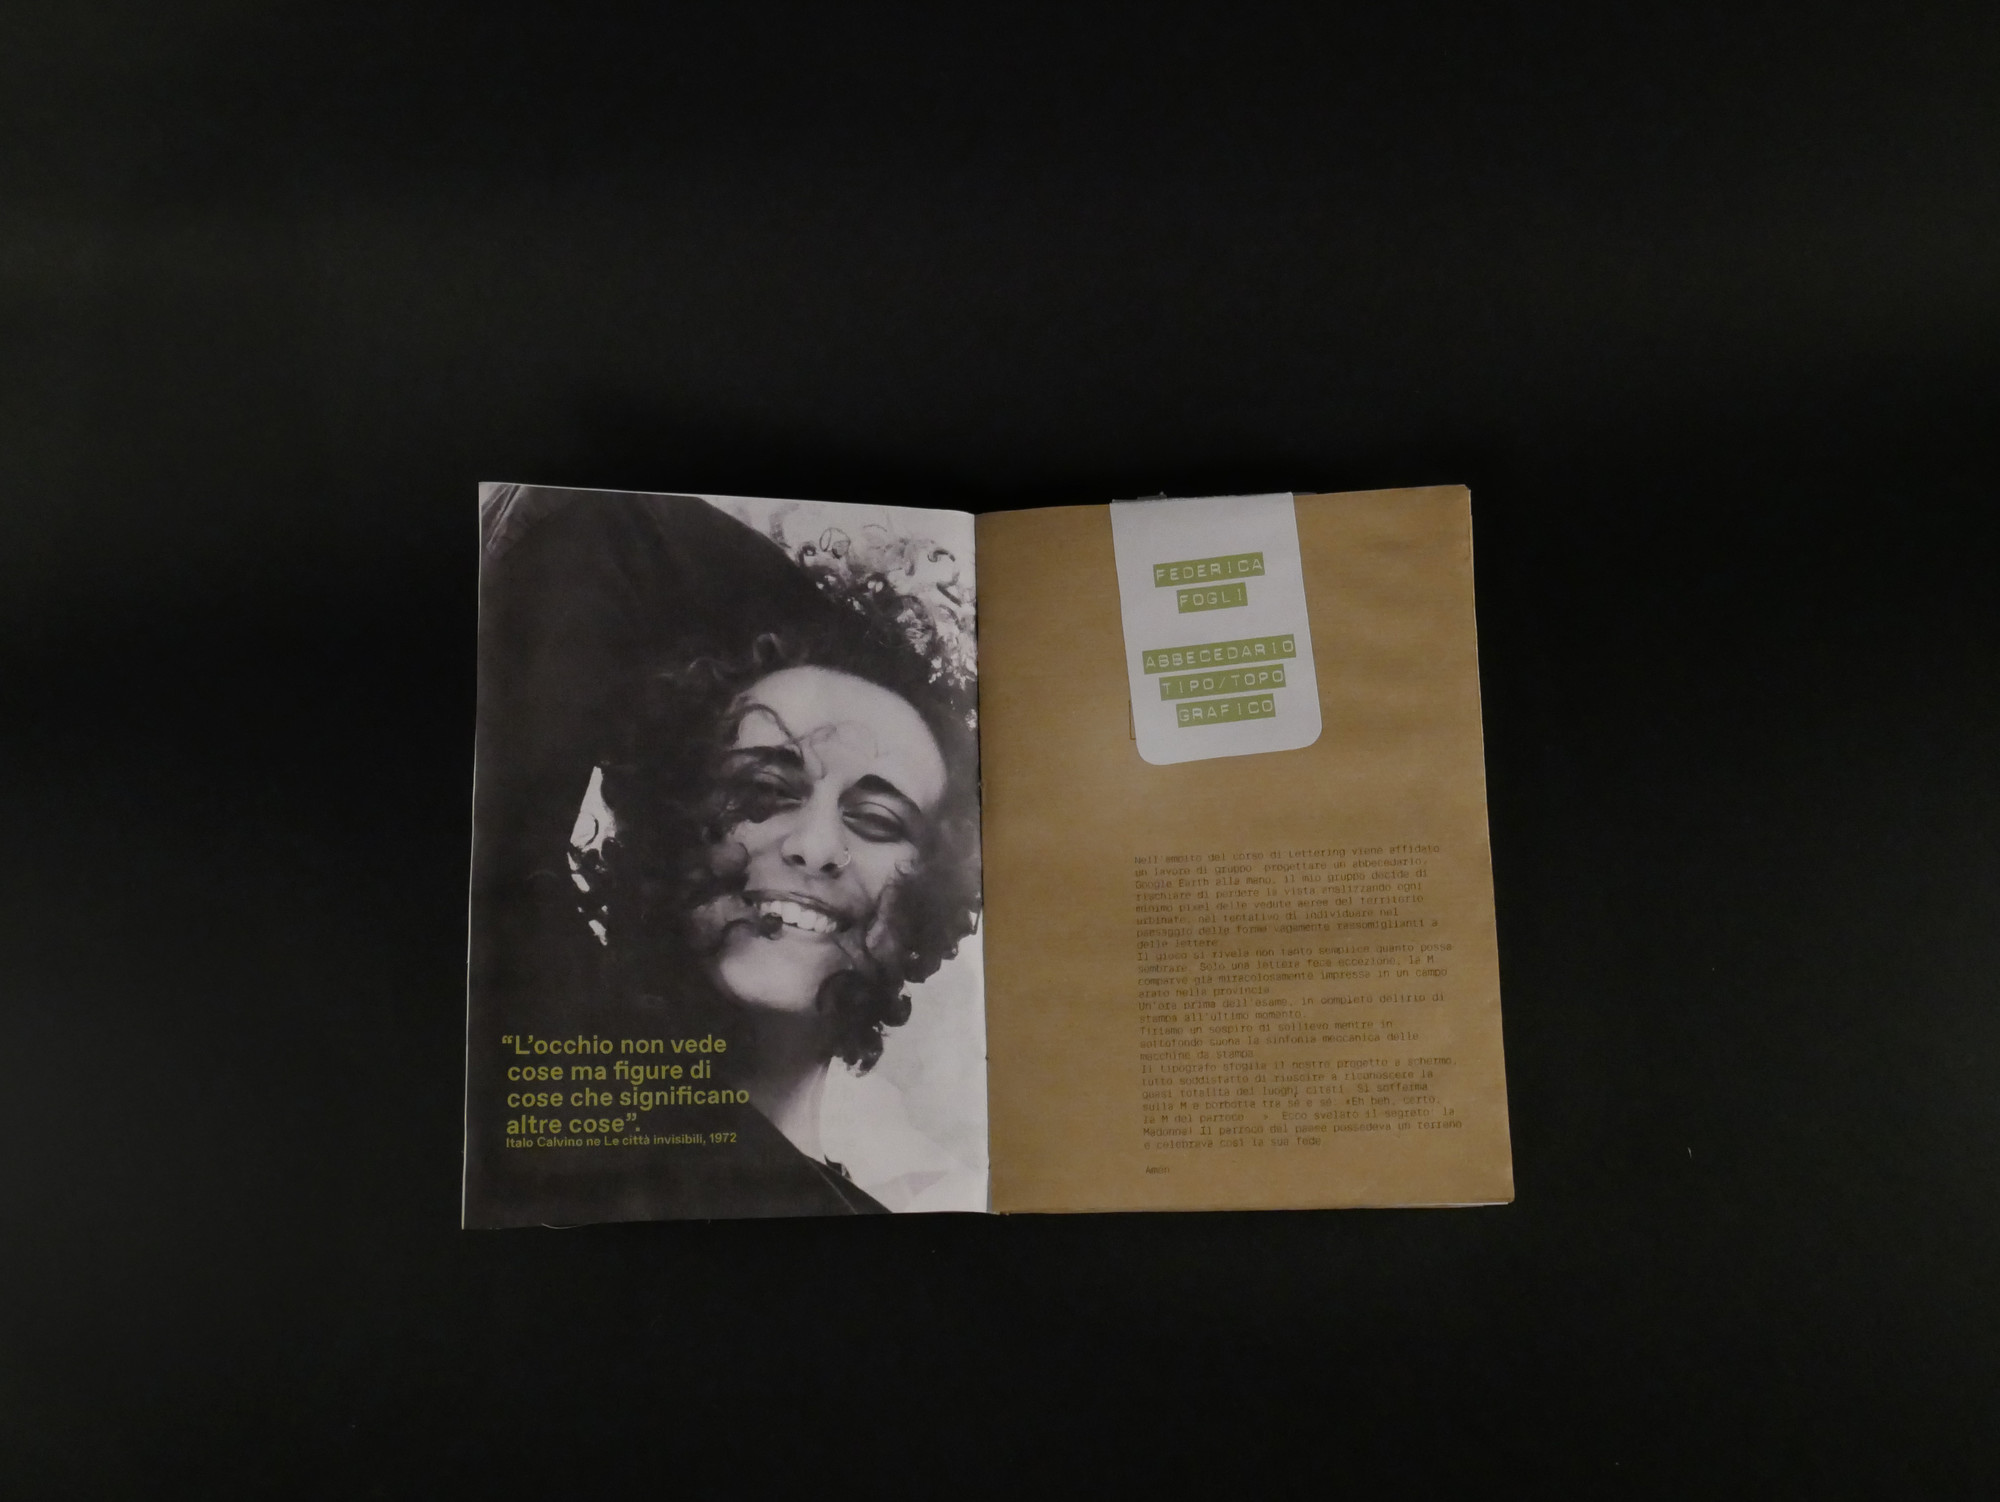 “L’occhio non vede
cose ma figure di
cose che significano
altre cose”.
Italo Calvino ne Le città invisibili, 1972
FEDERICA
FOGLI
ABBECEDARIO
TIPO/TOPO
GRAFICO
Nell'ambito del corso di Lettering viene affidato
un lavoro di gruppo progettare un abbecedario.
Google Earth alla mano, il mio gruppo decide di
rischiare di perdere la vista analizzando ogni
minimo pixel delle vedute aeree del territorio
urbinate, nel tentativo di individuare nel
paesaggio delle forme vagamente rassomiglianti a
delle lettere.
Il gioco si rivela non tanto semplice quanto possa
sembrare. Solo una lettera fece eccezione, la M
comparve già miracolosamente impressa in un campo
arato nella provincia
Un'ora prima dell'esame, in completo delirio di
stampa all'ultimo momento.
Tiriamo un sospiro di sollievo mentre in
sottofondo suona la sinfonia meccanica delle
macchine da stampa
Il tipografo sfoglia il nostro progetto a schermo,
tutto soddisfatto di riuscire a riconoscere la
quasi totalità dei luoghi citati. Si sofferma
sulla M e borbotta tra sé e sé: «Eh beh, certo,
la M del parroco...». Ecco svelato il segreto: la
Madonna! Il parroco del paese possedeva un terreno
e celebrava così la sua fede.
Amen